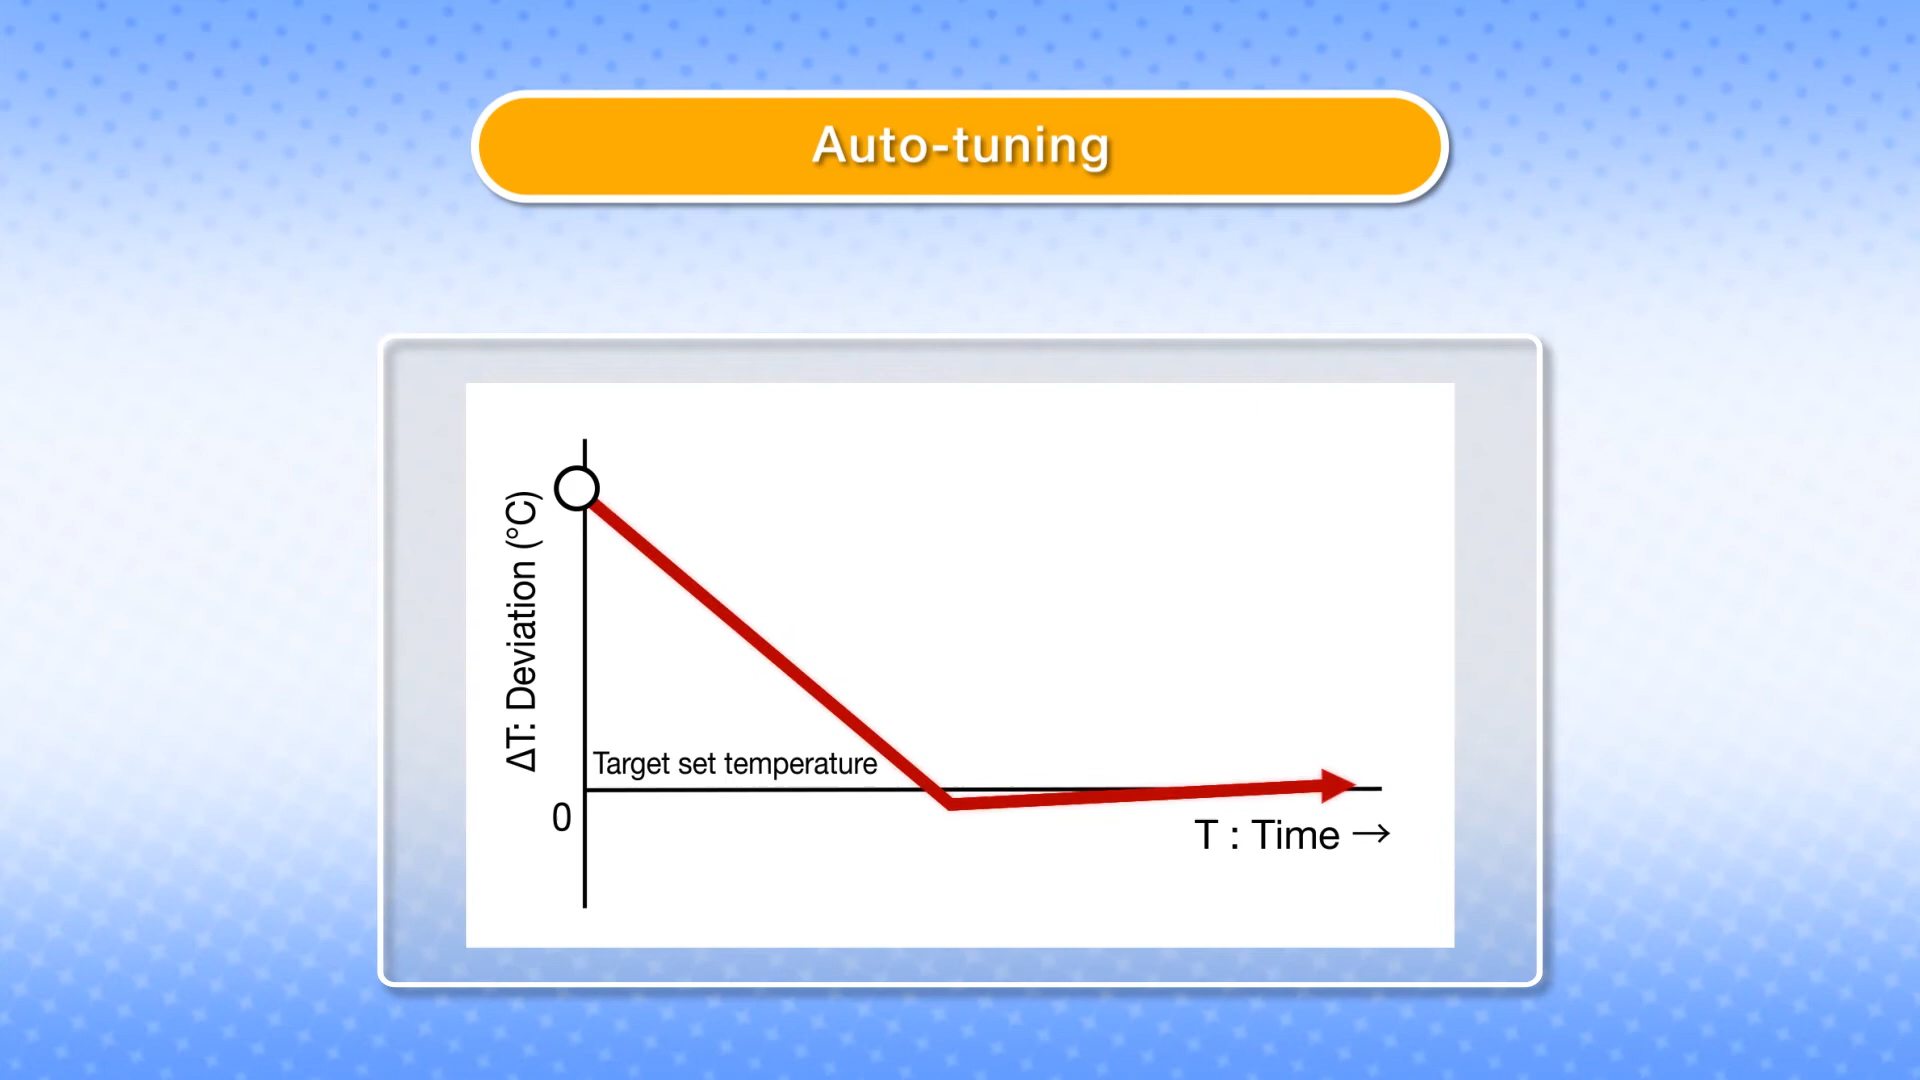 Auto-tuning
ΔT: Deviation (°C)
Target set temperature
0
T : Time →